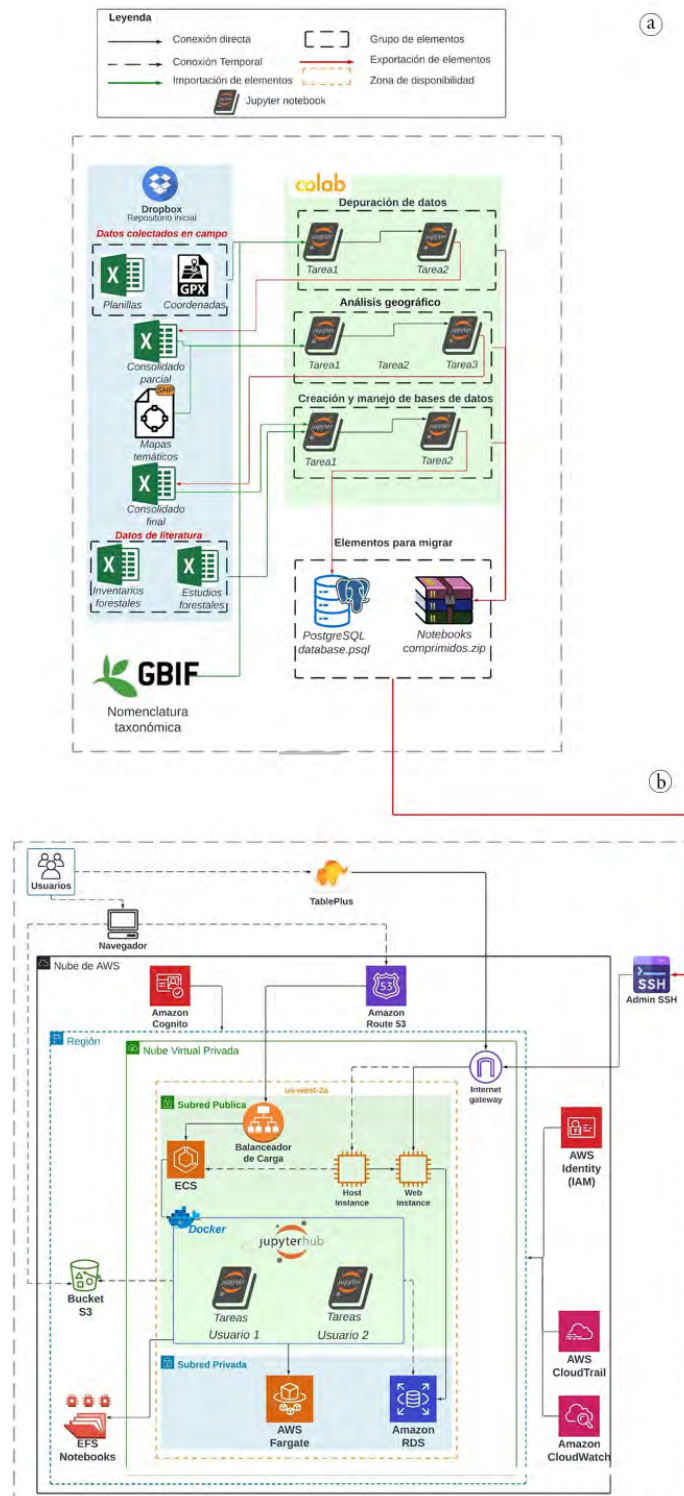 Leyenda
a
Conexión directa
Grupo de elementos
Conoxión Temporal
Exportación de elementos
Importación de elementos
Zona de disponibilidad
Jupyter notebook
Dropbox
Repositorio inicial
Datos colectados en campo
GPX
Planillas
Coordenadas
Consolidado
parcial
SHP
Mapas
temáticos
Consolidado
final
Datos de literatura
Inventarios
forestales
Estudios
forestales
GBIF
Nomenclatura
taxonómica
colab
Depuración de datos
Tarea1
Tarea2
Análisis geográfico
Tarea1
Tarea2
Tarea3
Creación y manejo de bases de datos
Tarea1
Tarea2
Elementos para migrar
PostgreSQL
database.psql
Notebooks
comprimidos.zip
b
Usuarios
TablePlus
Navegador
Nube de AWS
Amazon
Cognito
53
Amazon
Route 53
SSH
Admin SSH
Región
Nube Virtual Privada
Internet
gateway
us-west-2a
Subred Publica
Balanceador
de Carga
ECS
Host
Instance
Web
Instance
AWS
Identity
(IAM)
Docker
jupyterhub
Tareas
Usuario 1
Tareas
Usuario 2
Bucket
S3
Subred Privada
AWS
Fargate
Amazon
RDS
EFS
Notebooks
AWS
CloudTrail
Amazon
CloudWatch